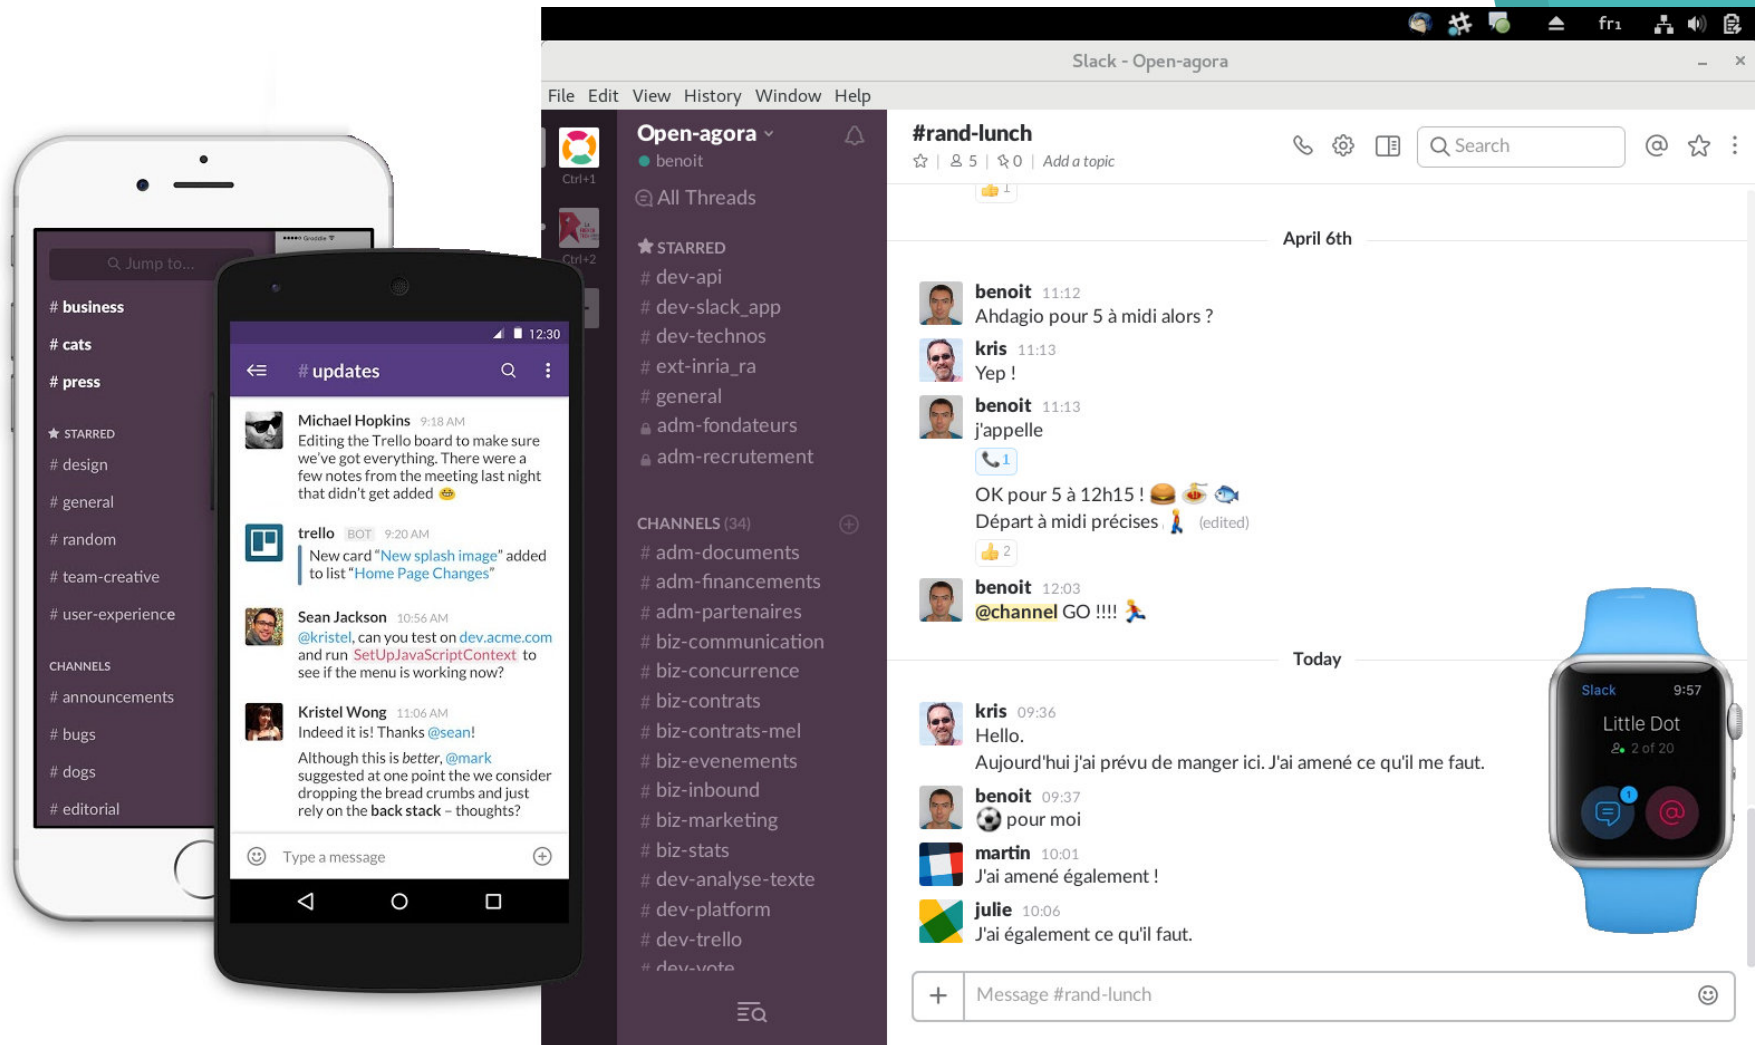 Jump to...
# business
# cats
# press
STARRED
# design
# general
# random
# team-creative
# user-experience
CHANNELS
# announcements
# bugs
# dogs
# editorial
Groddle
12:30
# updates
Michael Hopkins 9:18 AM
Editing the Trello board to make sure
we've got everything. There were a
few notes from the meeting last night
that didn't get added
trello BOT 9:20 AM
New card “New splash image” added
to list “Home Page Changes”
Sean Jackson 10:56 AM
@kristel, can you test on dev.acme.com
and run SetUpJavaScriptContext to
see if the menu is working now?
Kristel Wong 11:06 AM
Indeed it is! Thanks @sean!
Although this is better, @mark
suggested at one point the we consider
dropping the bread crumbs and just
rely on the back stack – thoughts?
Type a message
fr1
Slack - Open-agora
File Edit View History Window Help
Ctrl+1
Ctrl+2
Open-agora
benoit
All Threads
STARRED
# dev-api
# dev-slack_app
# dev-technos
# ext-inria_ra
# general
adm-fondateurs
adm-recrutement
CHANNELS (34)
# adm-documents
# adm-financements
# adm-partenaires
# biz-communication
# biz-concurrence
# biz-contrats
# biz-contrats-mel
# biz-evenements
# biz-inbound
# biz-marketing
# biz-stats
# dev-analyse-texte
# dev-platform
# dev-trello
# dev-vote
#rand-lunch
5 | 0 | Add a topic
Search
1
April 6th
benoit 11:12
Ahdagio pour 5 à midi alors ?
kris 11:13
Yep !
benoit 11:13
j'appelle
1
OK pour 5 à 12h15 !
Départ à midi précises (edited)
2
benoit 12:03
@channel GO !!!!
Today
kris 09:36
Hello.
Aujourd'hui j'ai prévu de manger ici. J'ai amené ce qu'il me faut.
benoit 09:37
pour moi
martin 10:01
J'ai amené également !
julie 10:06
J'ai également ce qu'il faut.
Message #rand-lunch
Slack 9:57
Little Dot
2 of 20
1